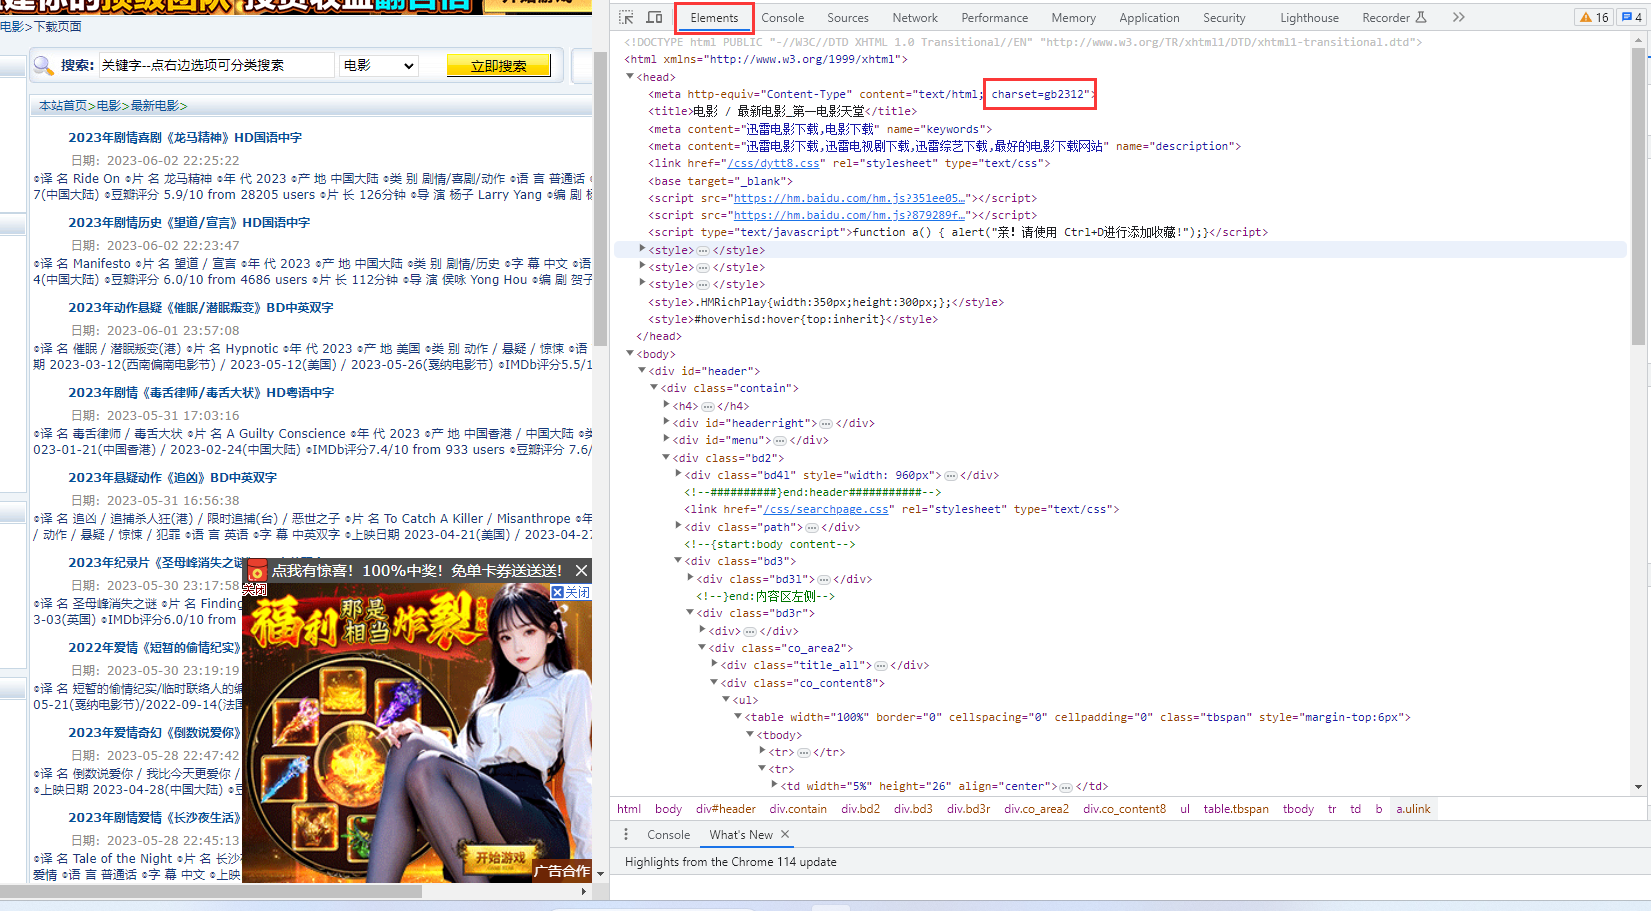 建你的顶级团队 投资收益翻百倍
开始游戏
电影>下载页面
搜索: 关键字--点右边选项可分类搜索 电影 立即搜索
本站首页>电影>最新电影>
2023年剧情喜剧《龙马精神》HD国语中字
日期：2023-06-02 22:25:22
◎译 名 Ride On ◎片 名 龙马精神 ◎年 代 2023 ◎产 地 中国大陆 ◎类 别 剧情/喜剧/动作 ◎语 言 普通话
7(中国大陆) ◎豆瓣评分 5.9/10 from 28205 users ◎片 长 126分钟 ◎导 演 杨子 Larry Yang ◎编 剧
2023年剧情历史《望道/宣言》HD国语中字
日期：2023-06-02 22:23:47
◎译 名 Manifesto ◎片 名 望道 / 宣言 ◎年 代 2023 ◎产 地 中国大陆 ◎类 别 剧情/历史 ◎字 幕 中文 ◎语
4(中国大陆) ◎豆瓣评分 6.0/10 from 4686 users ◎片 长 112分钟 ◎导 演 侯咏 Yong Hou ◎编 剧 贺子
2023年动作悬疑《催眠/潜眠叛变》BD中英双字
日期：2023-06-01 23:57:08
◎译 名 催眠 / 潜眠叛变(港) ◎片 名 Hypnotic ◎年 代 2023 ◎产 地 美国 ◎类 别 动作 / 悬疑 / 惊悚 ◎语
期 2023-03-12(西南偏南电影节) / 2023-05-12(美国) / 2023-05-26(戛纳电影节) ◎IMDb评分5.5/1
2023年剧情《毒舌律师/毒舌大状》HD粤语中字
日期：2023-05-31 17:03:16
◎译 名 毒舌律师 / 毒舌大状 ◎片 名 A Guilty Conscience ◎年 代 2023 ◎产 地 中国香港 / 中国大陆 ◎类
023-01-21(中国香港) / 2023-02-24(中国大陆) ◎IMDb评分7.4/10 from 933 users ◎豆瓣评分 7.6/
2023年悬疑动作《追凶》BD中英双字
日期：2023-05-31 16:56:38
◎译 名 追凶 / 追捕杀人狂(港) / 限时追捕(台) / 恶世之子 ◎片 名 To Catch A Killer / Misanthrope ◎年
/ 动作 / 悬疑 / 惊悚 / 犯罪 ◎语 言 英语 ◎字 幕 中英双字 ◎上映日期 2023-04-21(美国) / 2023-04-27
2023年纪录片《圣母峰消失之谜
日期：2023-05-30 23:17:58
◎译 名 圣母峰消失之谜 ◎片 名 Finding
3-03(英国) ◎IMDb评分6.0/10 from
2022年爱情《短暂的偷情纪实》
日期：2023-05-30 23:19:19
◎译 名 短暂的偷情纪实/临时联络人的编
05-21(戛纳电影节)/2022-09-14(法国
2023年爱情奇幻《倒数说爱你》
日期：2023-05-28 22:47:42
◎译 名 倒数说爱你 / 我比今天更爱你 /
◎上映日期 2023-04-28(中国大陆) ◎豆
2023年剧情爱情《长沙夜生活》
日期：2023-05-28 22:45:13
◎译 名 Tale of the Night ◎片 名 长沙
爱情 ◎语 言 普通话 ◎字 幕 中文 ◎上映
点我有惊喜！100%中奖！免单卡券送送送！
关闭
关闭
福利 那是相当 炸裂
开始游戏
广告合作
Elements Console Sources Network Performance Memory Application Security Lighthouse Recorder 16 4
<!DOCTYPE html PUBLIC "-//W3C//DTD XHTML 1.0 Transitional//EN" "http://www.w3.org/TR/xhtml1/DTD/xhtml1-transitional.dtd">
<html xmlns="http://www.w3.org/1999/xhtml">
<head>
<meta http-equiv="Content-Type" content="text/html; charset=gb2312">
<title>电影 / 最新电影_第一电影天堂</title>
<meta content="迅雷电影下载,电影下载" name="keywords">
<meta content="迅雷电影下载,迅雷电视剧下载,迅雷综艺下载,最好的电影下载网站" name="description">
<link href="/css/dytt8.css" rel="stylesheet" type="text/css">
<base target="_blank">
<script src="https://hm.baidu.com/hm.js?351ee05…"></script>
<script src="https://hm.baidu.com/hm.js?879289f…"></script>
<script type="text/javascript">function a() { alert("亲！请使用 Ctrl+D进行添加收藏!");}</script>
<style>…</style>
<style>…</style>
<style>…</style>
<style>.HMRichPlay{width:350px;height:300px;};</style>
<style>#hoverhisd:hover{top:inherit}</style>
</head>
<body>
<div id="header">
<div class="contain">
<h4>…</h4>
<div id="headerright">…</div>
<div id="menu">…</div>
<div class="bd2">
<div class="bd4l" style="width: 960px">…</div>
<!--##########}end:header###########-->
<link href="/css/searchpage.css" rel="stylesheet" type="text/css">
<div class="path">…</div>
<!--{start:body content-->
<div class="bd3">
<div class="bd3l">…</div>
<!--}end:内容区左侧-->
<div class="bd3r">
<div>…</div>
<div class="co_area2">
<div class="title_all">…</div>
<div class="co_content8">
<ul>
<table width="100%" border="0" cellspacing="0" cellpadding="0" class="tbspan" style="margin-top:6px">
<tbody>
<tr>…</tr>
<tr>
<td width="5%" height="26" align="center">…</td>
html body div#header div.contain div.bd2 div.bd3 div.bd3r div.co_area2 div.co_content8 ul table.tbspan tbody tr td b a.ulink
Console What's New
Highlights from the Chrome 114 update